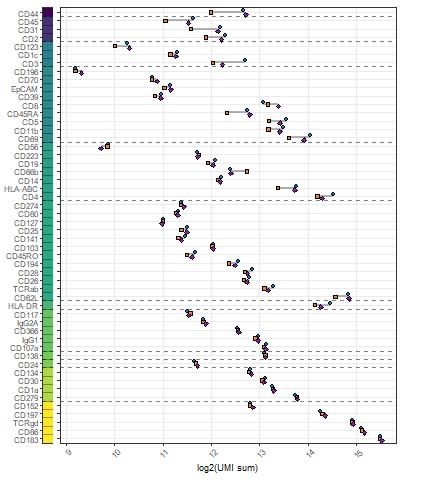 CD44
CD45
CD31
CD2
CD123
CD1c
CD3
CD196
CD70
EpCAM
CD39
CD8
CD45RA
CD5
CD11b
CD69
CD56
CD223
CD19
CD66b
CD14
HLA-ABC
CD4
CD274
CD80
CD127
CD25
CD141
CD103
CD45RO
CD194
CD28
CD26
TCRab
CD62L
HLA-DR
CD117
IgG2A
CD366
IgG1
CD107a
CD138
CD24
CD134
CD30
CD1a
CD279
CD152
CD197
TCRgd
CD86
CD183
9 10 11 12 13 14 15
log2(UMI sum)